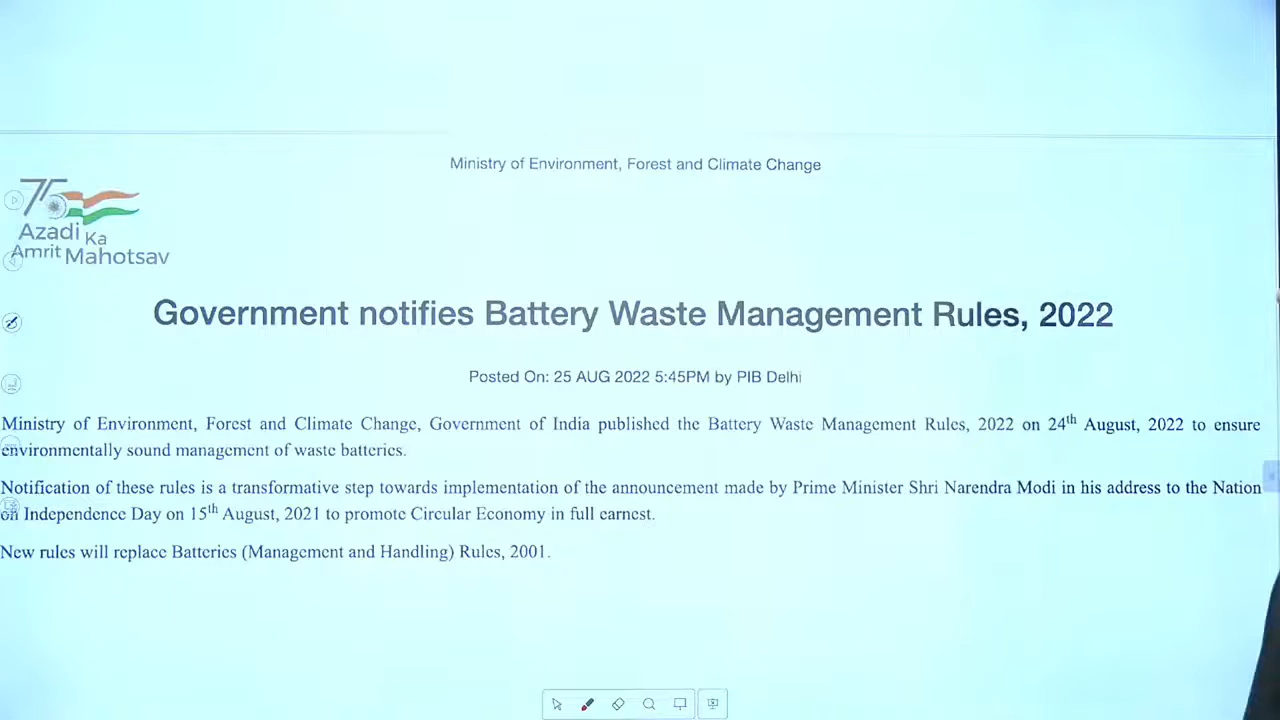 Ministry of Environment, Forest and Climate Change
75
Azadi Ka
Amrit Mahotsav
Government notifies Battery Waste Management Rules, 2022
Posted On: 25 AUG 2022 5:45PM by PIB Delhi
Ministry of Environment, Forest and Climate Change, Government of India published the Battery Waste Management Rules, 2022 on 24th August, 2022 to ensure
environmentally sound management of waste batteries.
Notification of these rules is a transformative step towards implementation of the announcement made by Prime Minister Shri Narendra Modi in his address to the Nation
on Independence Day on 15th August, 2021 to promote Circular Economy in full earnest.
New rules will replace Batteries (Management and Handling) Rules, 2001.